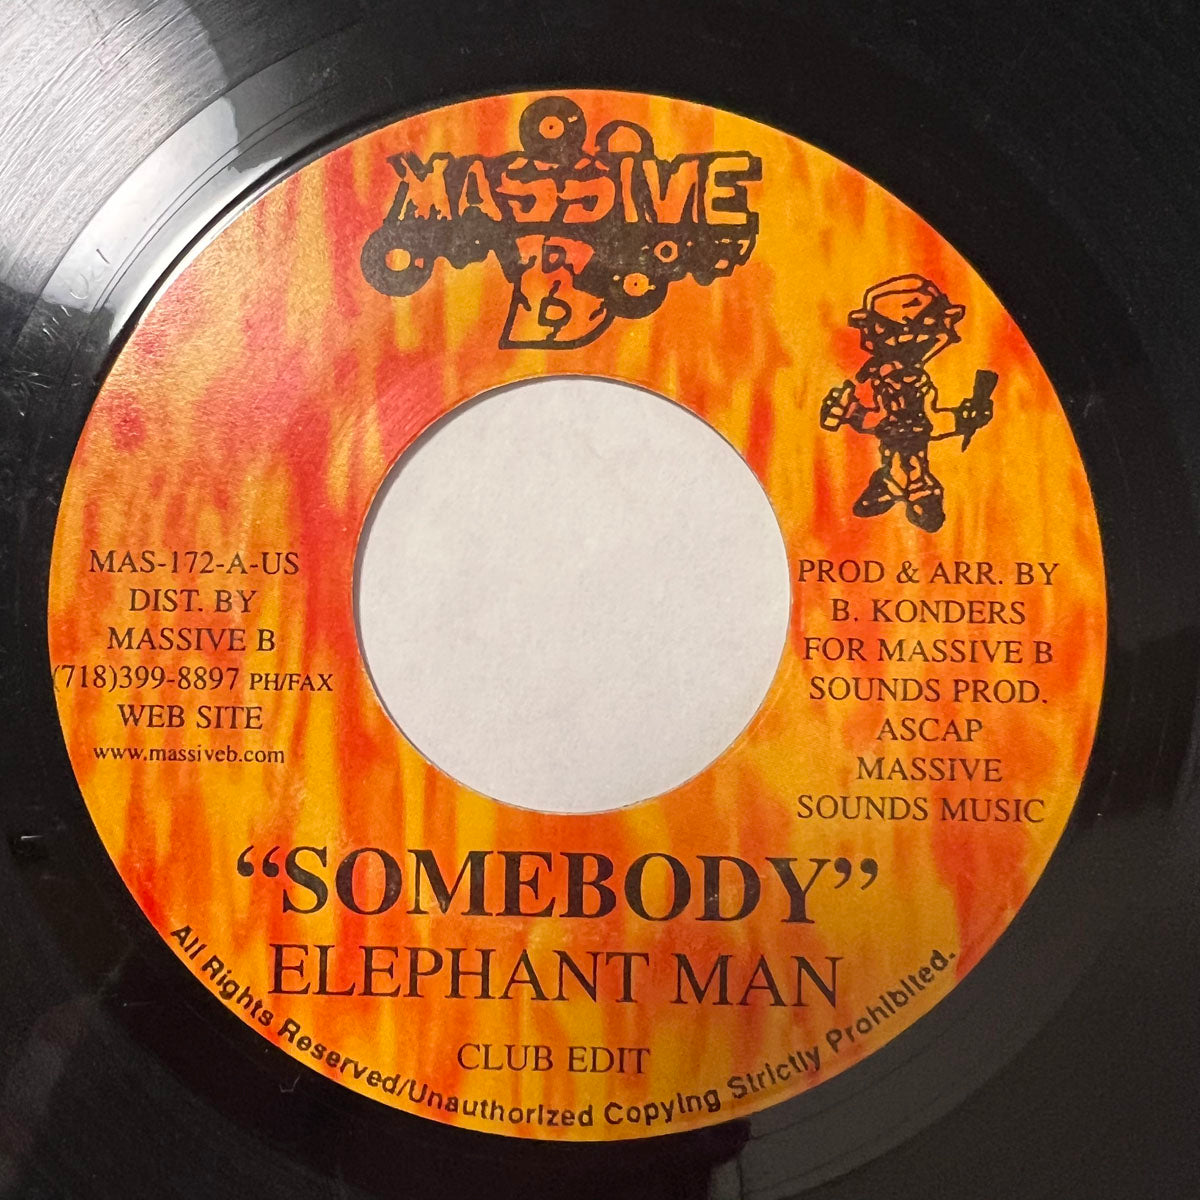 MASSIVE
B
MAS-172-A-US
DIST. BY
MASSIVE B
(718)399-8897 PH/FAX
WEB SITE
www.massiveb.com
PROD & ARR. BY
B. KONDERS
FOR MASSIVE B
SOUNDS PROD.
ASCAP
MASSIVE
SOUNDS MUSIC
“SOMEBODY”
ELEPHANT MAN
CLUB EDIT
All Rights Reserved/Unauthorized Copying Strictly Prohibited.